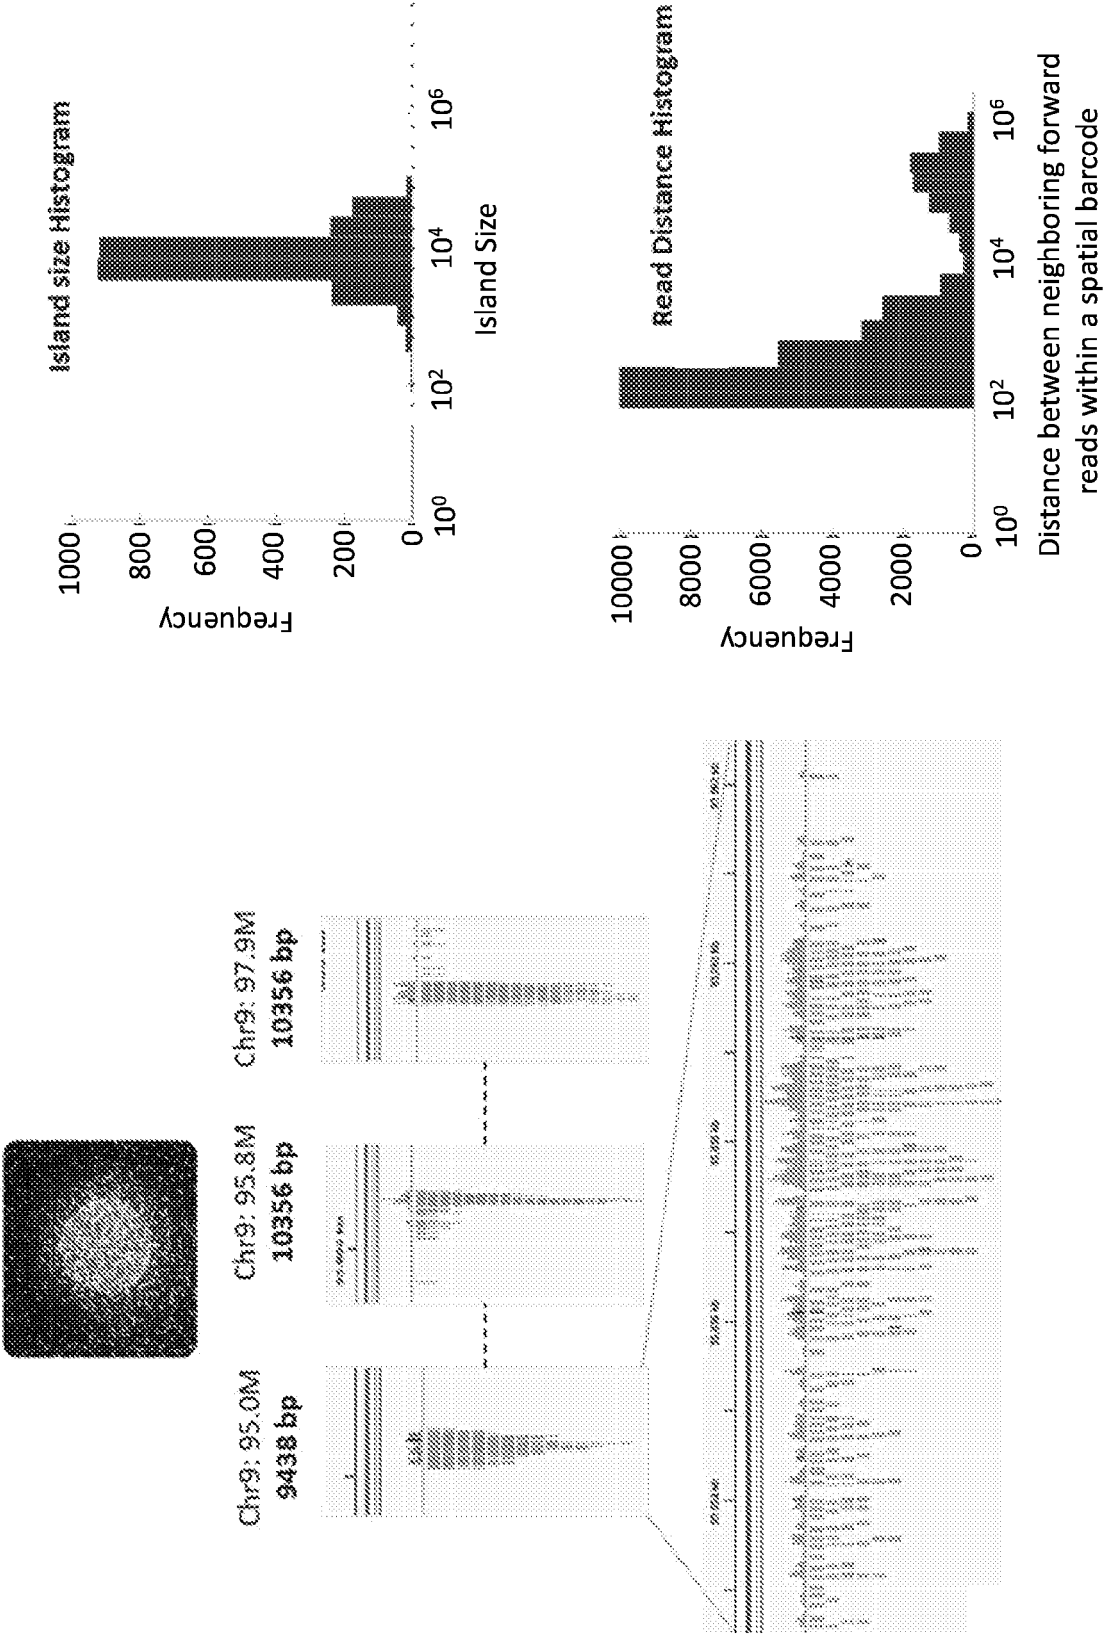 Chr9: 95.0M
9438 bp
Chr9: 95.8M
10356 bp
Chr9: 97.9M
10356 bp
Island size Histogram
Frequency
1000
800
600
400
200
0
10⁰
10²
10⁴
10⁶
Island Size
Read Distance Histogram
Frequency
10000
8000
6000
4000
2000
0
10⁰
10²
10⁴
10⁶
Distance between neighboring forward
reads within a spatial barcode